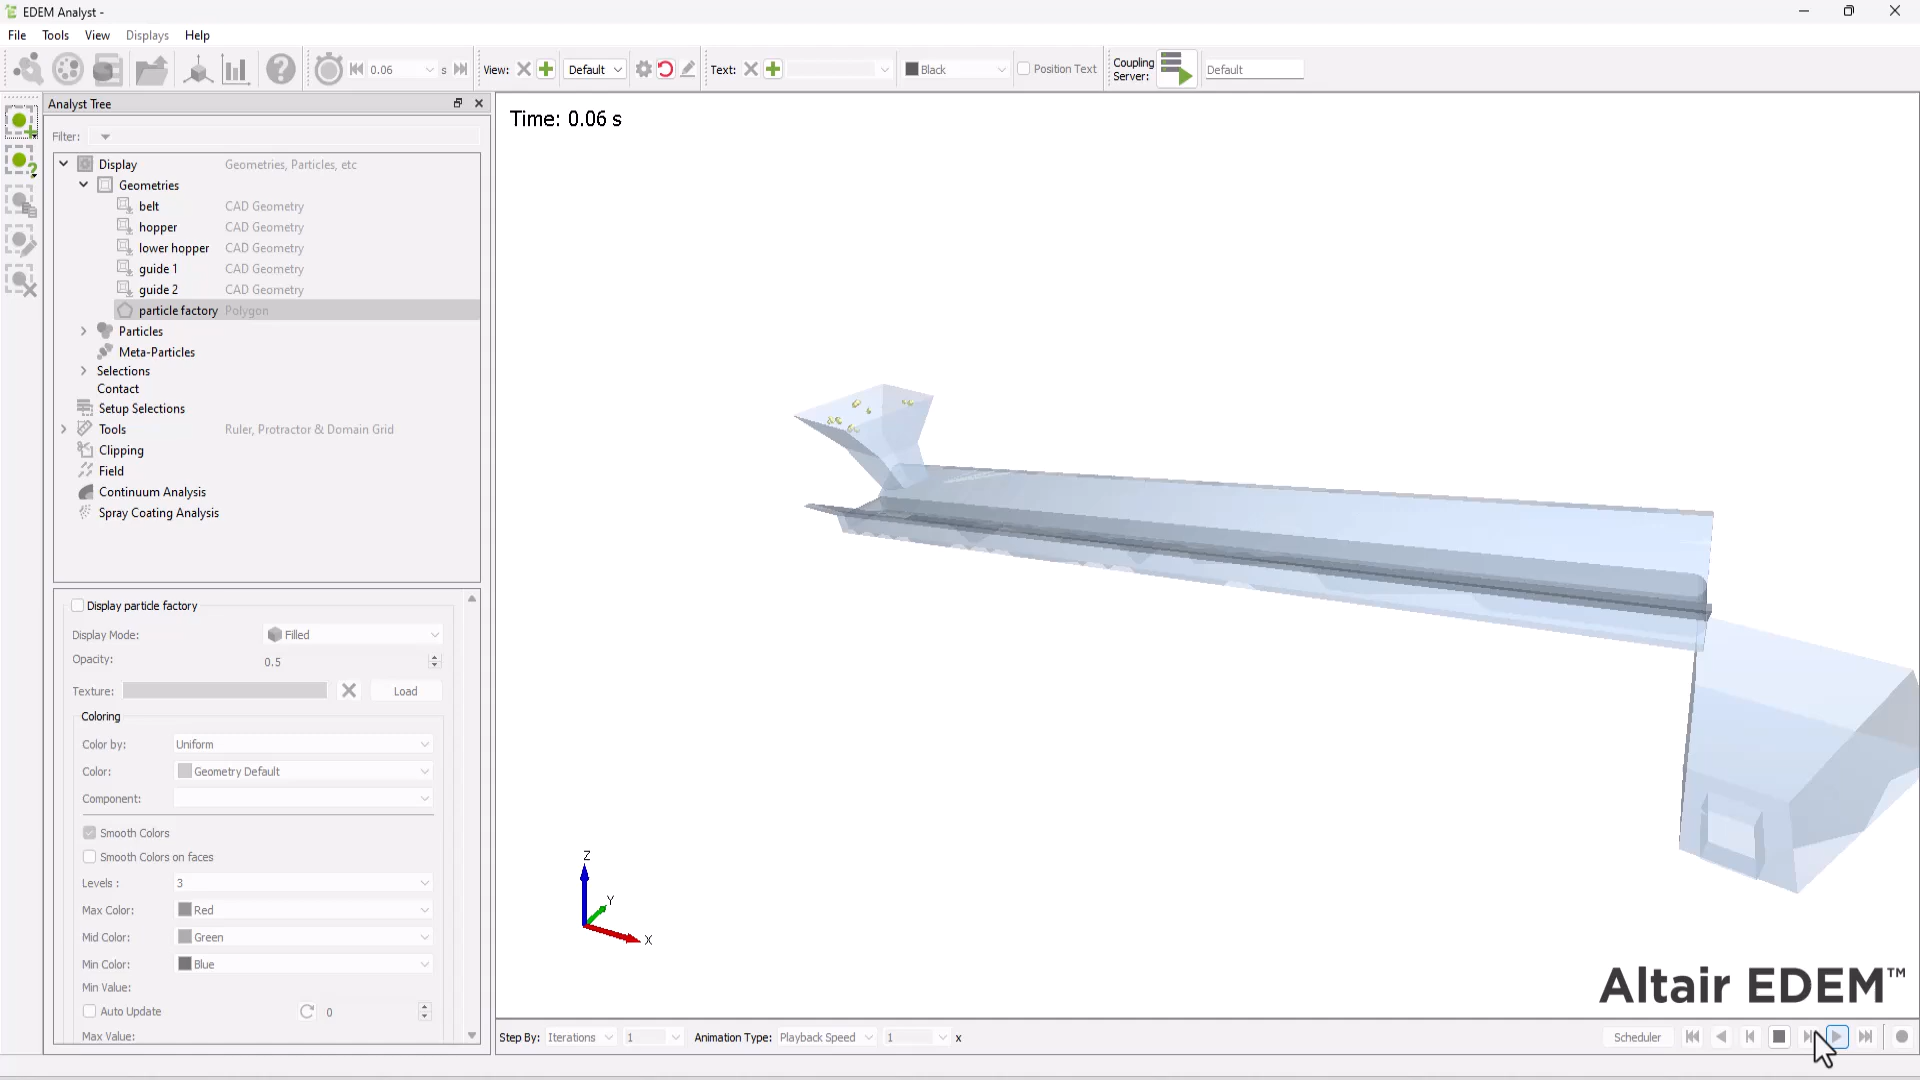 EDEM Analyst -
File Tools View Displays Help
0.06 s View: Default Text: Black Position Text Coupling Server: Default
Analyst Tree
Filter:
Display Geometries, Particles, etc
Geometries
belt CAD Geometry
hopper CAD Geometry
lower hopper CAD Geometry
guide 1 CAD Geometry
guide 2 CAD Geometry
particle factory Polygon
Particles
Meta-Particles
Selections
Contact
Setup Selections
Tools Ruler, Protractor & Domain Grid
Clipping
Field
Continuum Analysis
Spray Coating Analysis
Display particle factory
Display Mode: Filled
Opacity: 0.5
Texture: Load
Coloring
Color by: Uniform
Color: Geometry Default
Component:
Smooth Colors
Smooth Colors on faces
Levels : 3
Max Color: Red
Mid Color: Green
Min Color: Blue
Min Value:
Auto Update 0
Max Value:
Time: 0.06 s
Z
Y
X
Altair EDEM™
Step By: Iterations 1 Animation Type: Playback Speed 1 x Scheduler